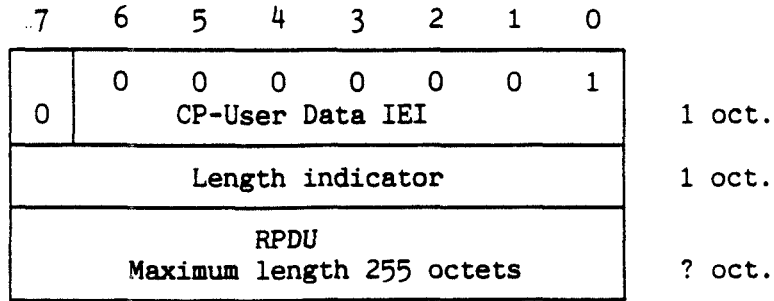 7 6 5 4 3 2 1 0
0 0 0 0 0 0 1
0 CP-User Data IEI 1 oct.
Length indicator 1 oct.
RPDU
Maximum length 255 octets ? oct.